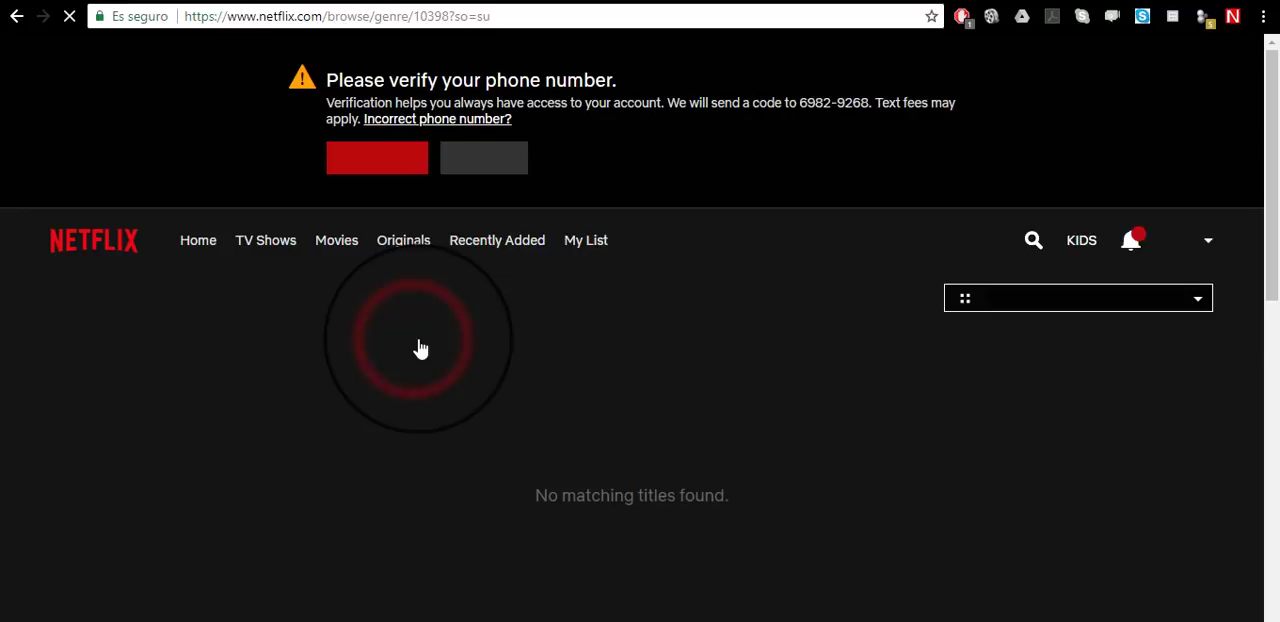 Es seguro https://www.netflix.com/browse/genre/10398?so=su
1
S
5
N
!
Please verify your phone number.
Verification helps you always have access to your account. We will send a code to 6982-9268. Text fees may
apply. Incorrect phone number?
NETFLIX Home TV Shows Movies Originals Recently Added My List KIDS
No matching titles found.